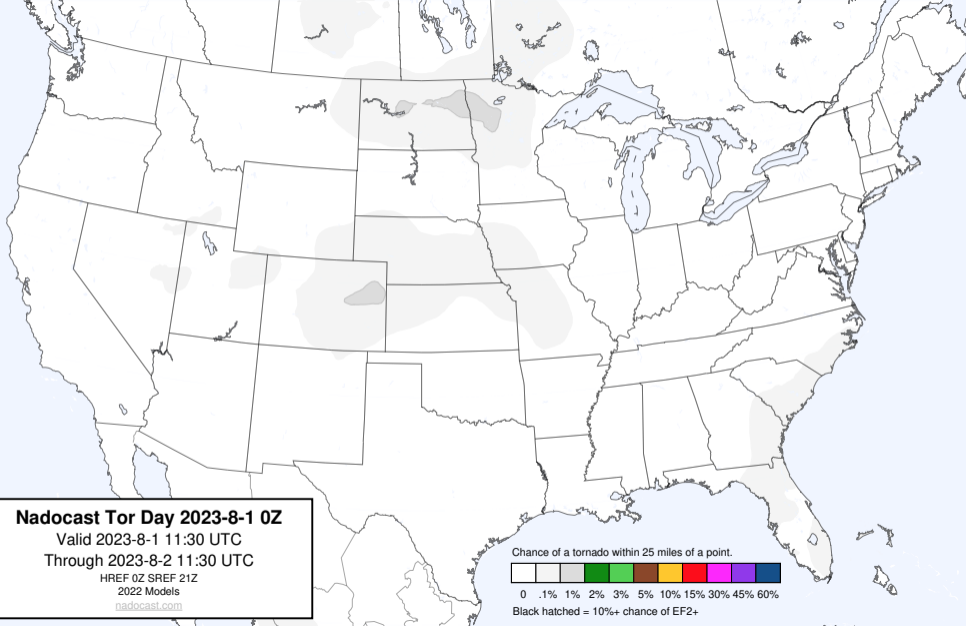 Nadocast Tor Day 2023-8-1 0Z
Valid 2023-8-1 11:30 UTC
Through 2023-8-2 11:30 UTC
HREF 0Z SREF 21Z
2022 Models
nadocast.com
Chance of a tornado within 25 miles of a point.
0 .1% 1% 2% 3% 5% 10% 15% 30% 45% 60%
Black hatched = 10%+ chance of EF2+